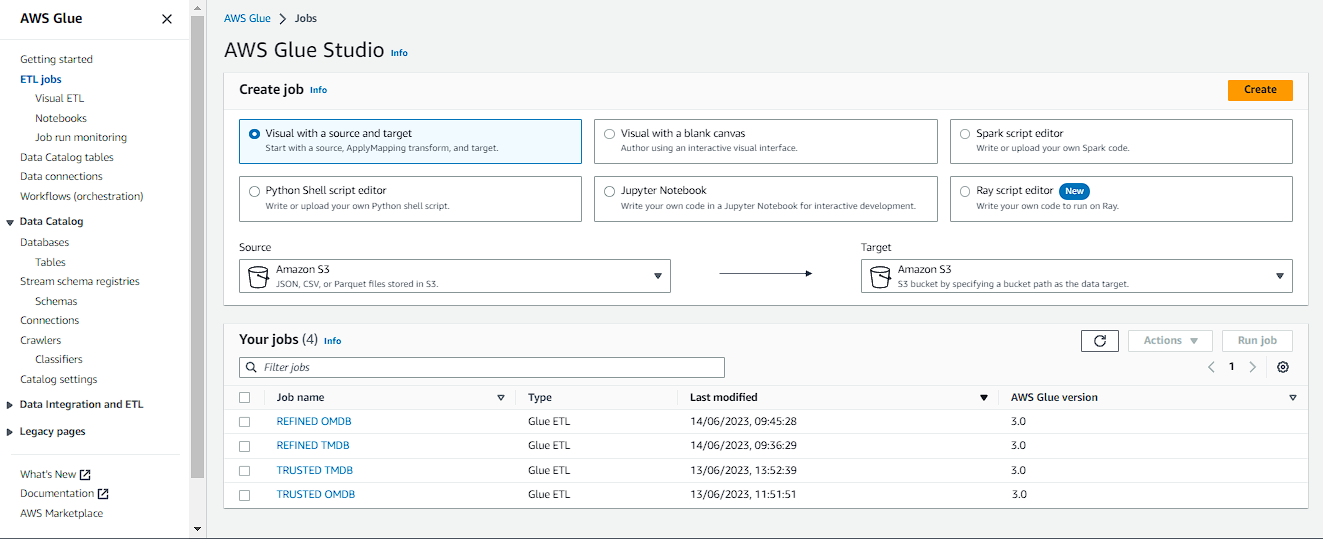 AWS Glue
Getting started
ETL jobs
Visual ETL
Notebooks
Job run monitoring
Data Catalog tables
Data connections
Workflows (orchestration)
Data Catalog
Databases
Tables
Stream schema registries
Schemas
Connections
Crawlers
Classifiers
Catalog settings
Data Integration and ETL
Legacy pages
What's New
Documentation
AWS Marketplace
AWS Glue > Jobs
AWS Glue Studio Info
Create job Info
Create
Visual with a source and target
Start with a source, ApplyMapping transform, and target.
Visual with a blank canvas
Author using an interactive visual interface.
Spark script editor
Write or upload your own Spark code.
Python Shell script editor
Write or upload your own Python shell script.
Jupyter Notebook
Write your own code in a Jupyter Notebook for interactive development.
Ray script editor New
Write your own code to run on Ray.
Source
Amazon S3
JSON, CSV, or Parquet files stored in S3.
Target
Amazon S3
S3 bucket by specifying a bucket path as the data target.
Your jobs (4) Info
Actions
Run job
Filter jobs
1
Job name Type Last modified AWS Glue version
REFINED OMDB Glue ETL 14/06/2023, 09:45:28 3.0
REFINED TMDB Glue ETL 14/06/2023, 09:36:29 3.0
TRUSTED TMDB Glue ETL 13/06/2023, 13:52:39 3.0
TRUSTED OMDB Glue ETL 13/06/2023, 11:51:51 3.0